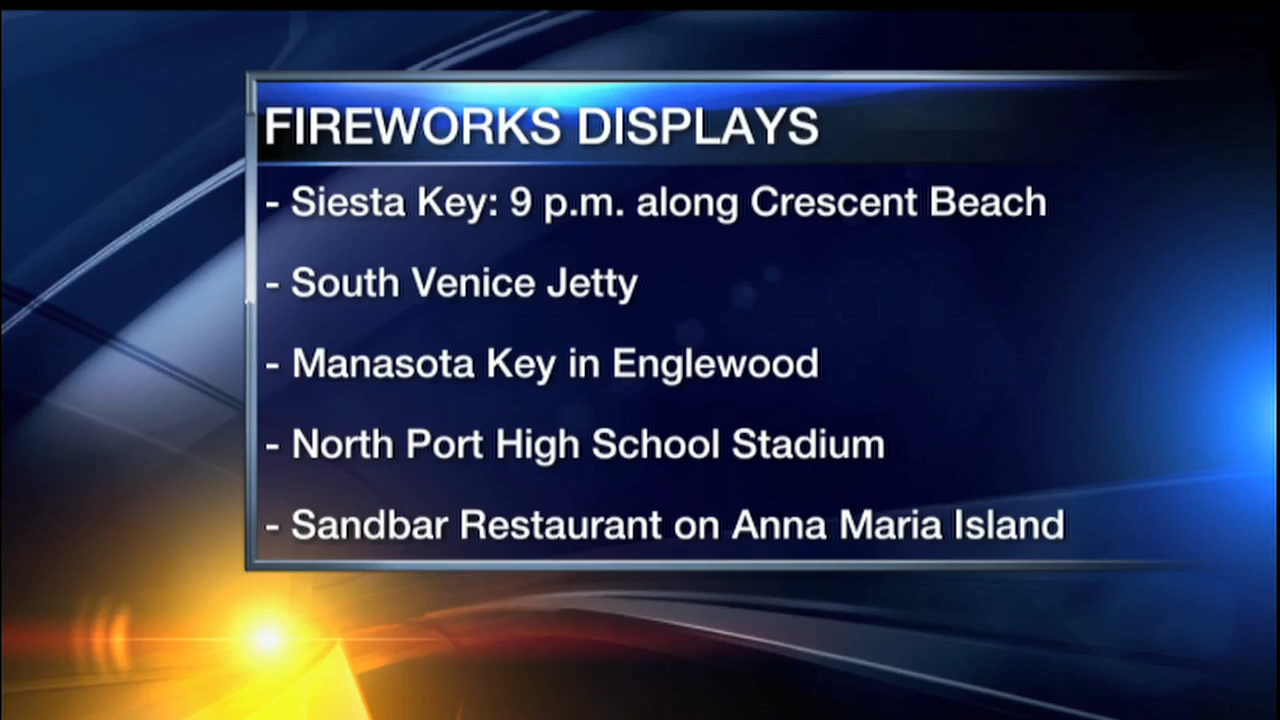 FIREWORKS DISPLAYS
- Siesta Key: 9 p.m. along Crescent Beach
- South Venice Jetty
- Manasota Key in Englewood
- North Port High School Stadium
- Sandbar Restaurant on Anna Maria Island